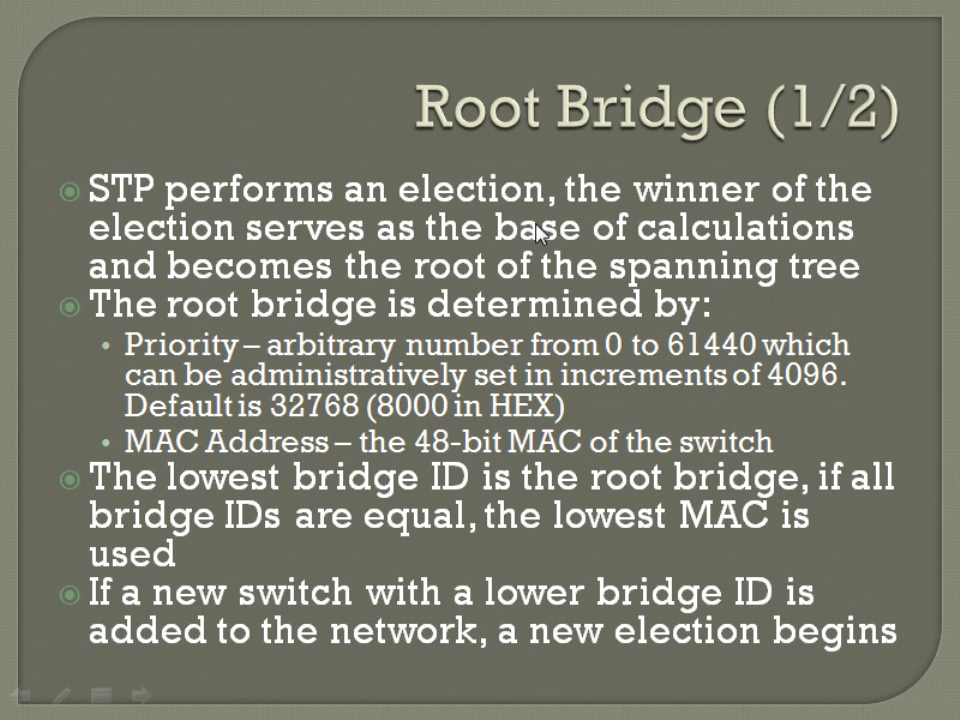 Root Bridge (1/2)
STP performs an election, the winner of the
election serves as the base of calculations
and becomes the root of the spanning tree
The root bridge is determined by:
Priority – arbitrary number from 0 to 61440 which
can be administratively set in increments of 4096.
Default is 32768 (8000 in HEX)
MAC Address – the 48-bit MAC of the switch
The lowest bridge ID is the root bridge, if all
bridge IDs are equal, the lowest MAC is
used
If a new switch with a lower bridge ID is
added to the network, a new election begins